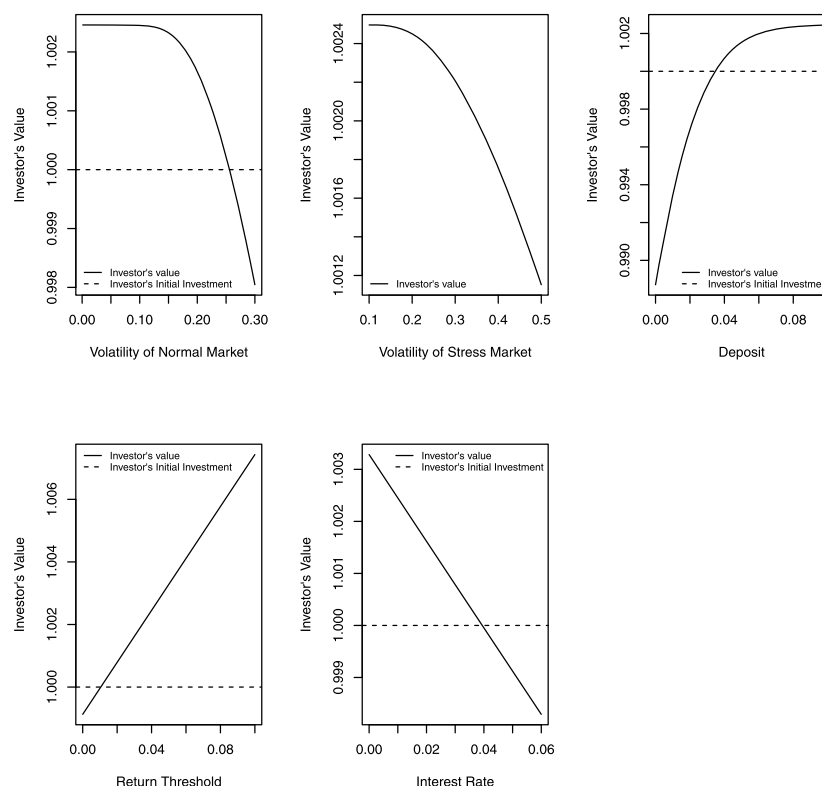 Investor's Value
1.002
1.001
1.000
0.999
0.998
Investor's value
Investor's Initial Investment
0.00
0.10
0.20
0.30
Volatility of Normal Market
Investor's Value
1.0024
1.0020
1.0016
1.0012
Investor's value
0.1
0.2
0.3
0.4
0.5
Volatility of Stress Market
Investor's Value
1.002
0.998
0.994
0.990
Investor's value
Investor's Initial Investme
0.00
0.04
0.08
Deposit
Investor's Value
1.006
1.004
1.002
1.000
Investor's value
Investor's Initial Investment
0.00
0.04
0.08
Return Threshold
Investor's Value
1.003
1.002
1.001
1.000
0.999
Investor's value
Investor's Initial Investment
0.00
0.02
0.04
0.06
Interest Rate